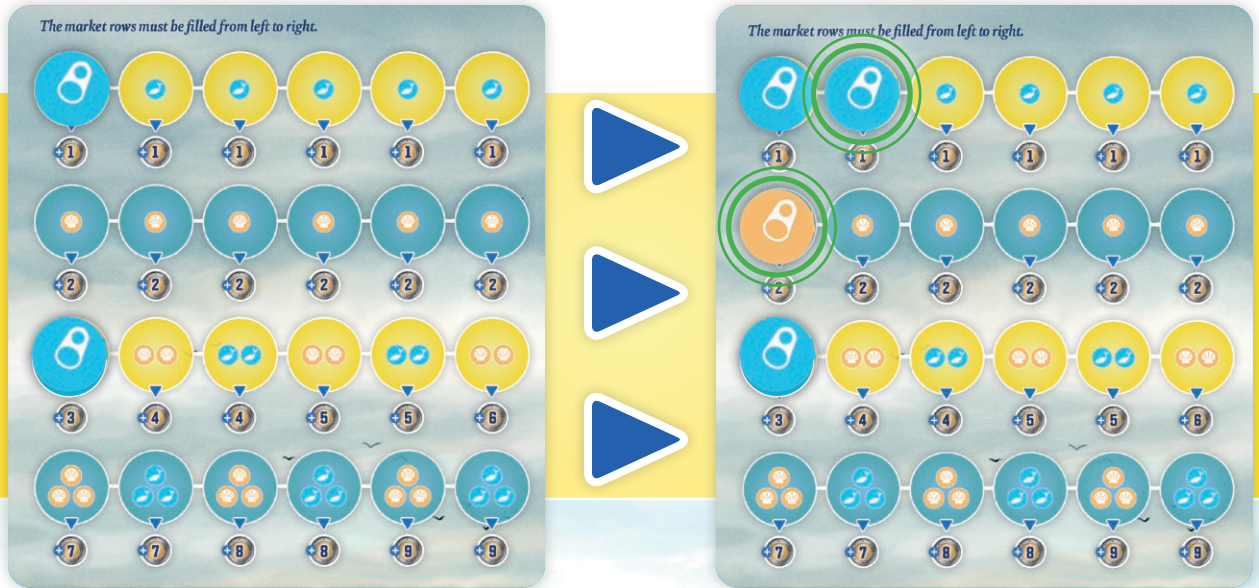 The market rows must be filled from left to right.
+1 +1 +1 +1 +1 +1
+2 +2 +2 +2 +2 +2
+3 +4 +4 +5 +5 +6
+7 +7 +8 +8 +9 +9
The market rows must be filled from left to right.
+1 +1 +1 +1 +1 +1
+2 +2 +2 +2 +2 +2
+3 +4 +4 +5 +5 +6
+7 +7 +8 +8 +9 +9